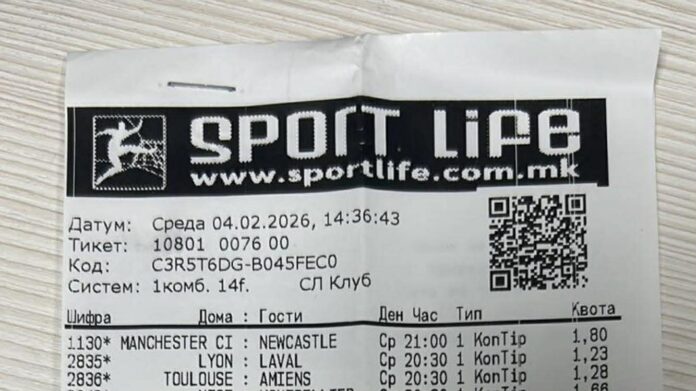 SPORT LiFe
www.sportlife.com.mk
Датум: Среда 04.02.2026, 14:36:43
Тикет: 10801 0076 00
Код: C3R5T6DG-B045FEC0
Систем: 1комб. 14f. СЛ Клуб
Шифра Дома : Гости Ден Час Тип Квота
1130* MANCHESTER CI : NEWCASTLE Ср 21:00 1 KonTip 1,80
2835* LYON : LAVAL Ср 20:30 1 KonTip 1,23
2836* TOULOUSE : AMIENS Ср 20:30 1 KonTip 1,28